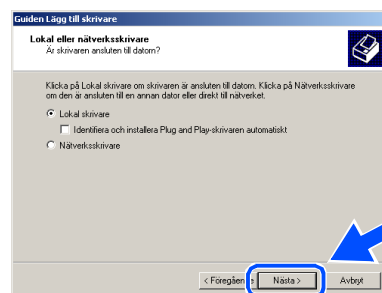 Guiden Lägg till skrivare
Lokal eller nätverksskrivare
Är skrivaren ansluten till datorn?
Klicka på Lokal skrivare om skrivaren är ansluten till datorn. Klicka på Nätverksskrivare
om den är ansluten till en annan dator eller direkt till nätverket.
Lokal skrivare
Identifiera och installera Plug and Play-skrivaren automatiskt
Nätverksskrivare
< Föregående Nästa > Avbryt